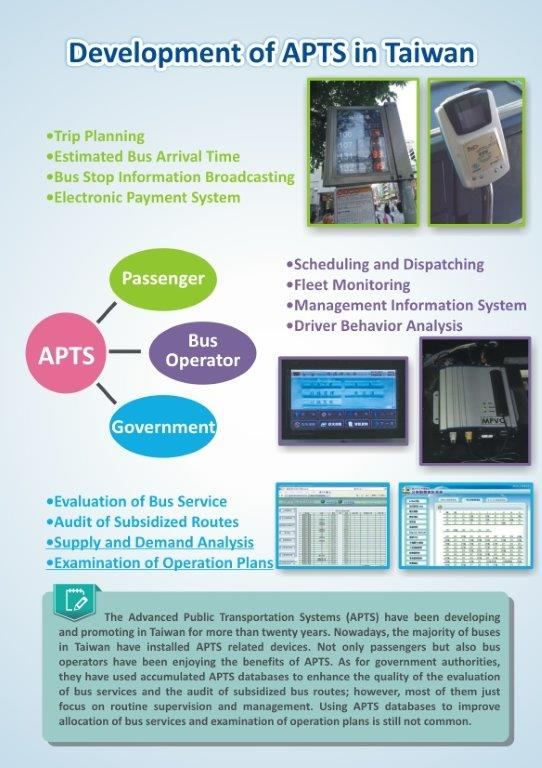 Development of APTS in Taiwan
•Trip Planning
•Estimated Bus Arrival Time
•Bus Stop Information Broadcasting
•Electronic Payment System
Passenger
•Scheduling and Dispatching
•Fleet Monitoring
•Management Information System
•Driver Behavior Analysis
APTS
Bus
Operator
Government
MFVC
•Evaluation of Bus Service
•Audit of Subsidized Routes
•Supply and Demand Analysis
•Examination of Operation Plans
The Advanced Public Transportation Systems (APTS) have been developing
and promoting in Taiwan for more than twenty years. Nowadays, the majority of buses
in Taiwan have installed APTS related devices. Not only passengers but also bus
operators have been enjoying the benefits of APTS. As for government authorities,
they have used accumulated APTS databases to enhance the quality of the evaluation
of bus services and the audit of subsidized bus routes; however, most of them just
focus on routine supervision and management. Using APTS databases to improve
allocation of bus services and examination of operation plans is still not common.